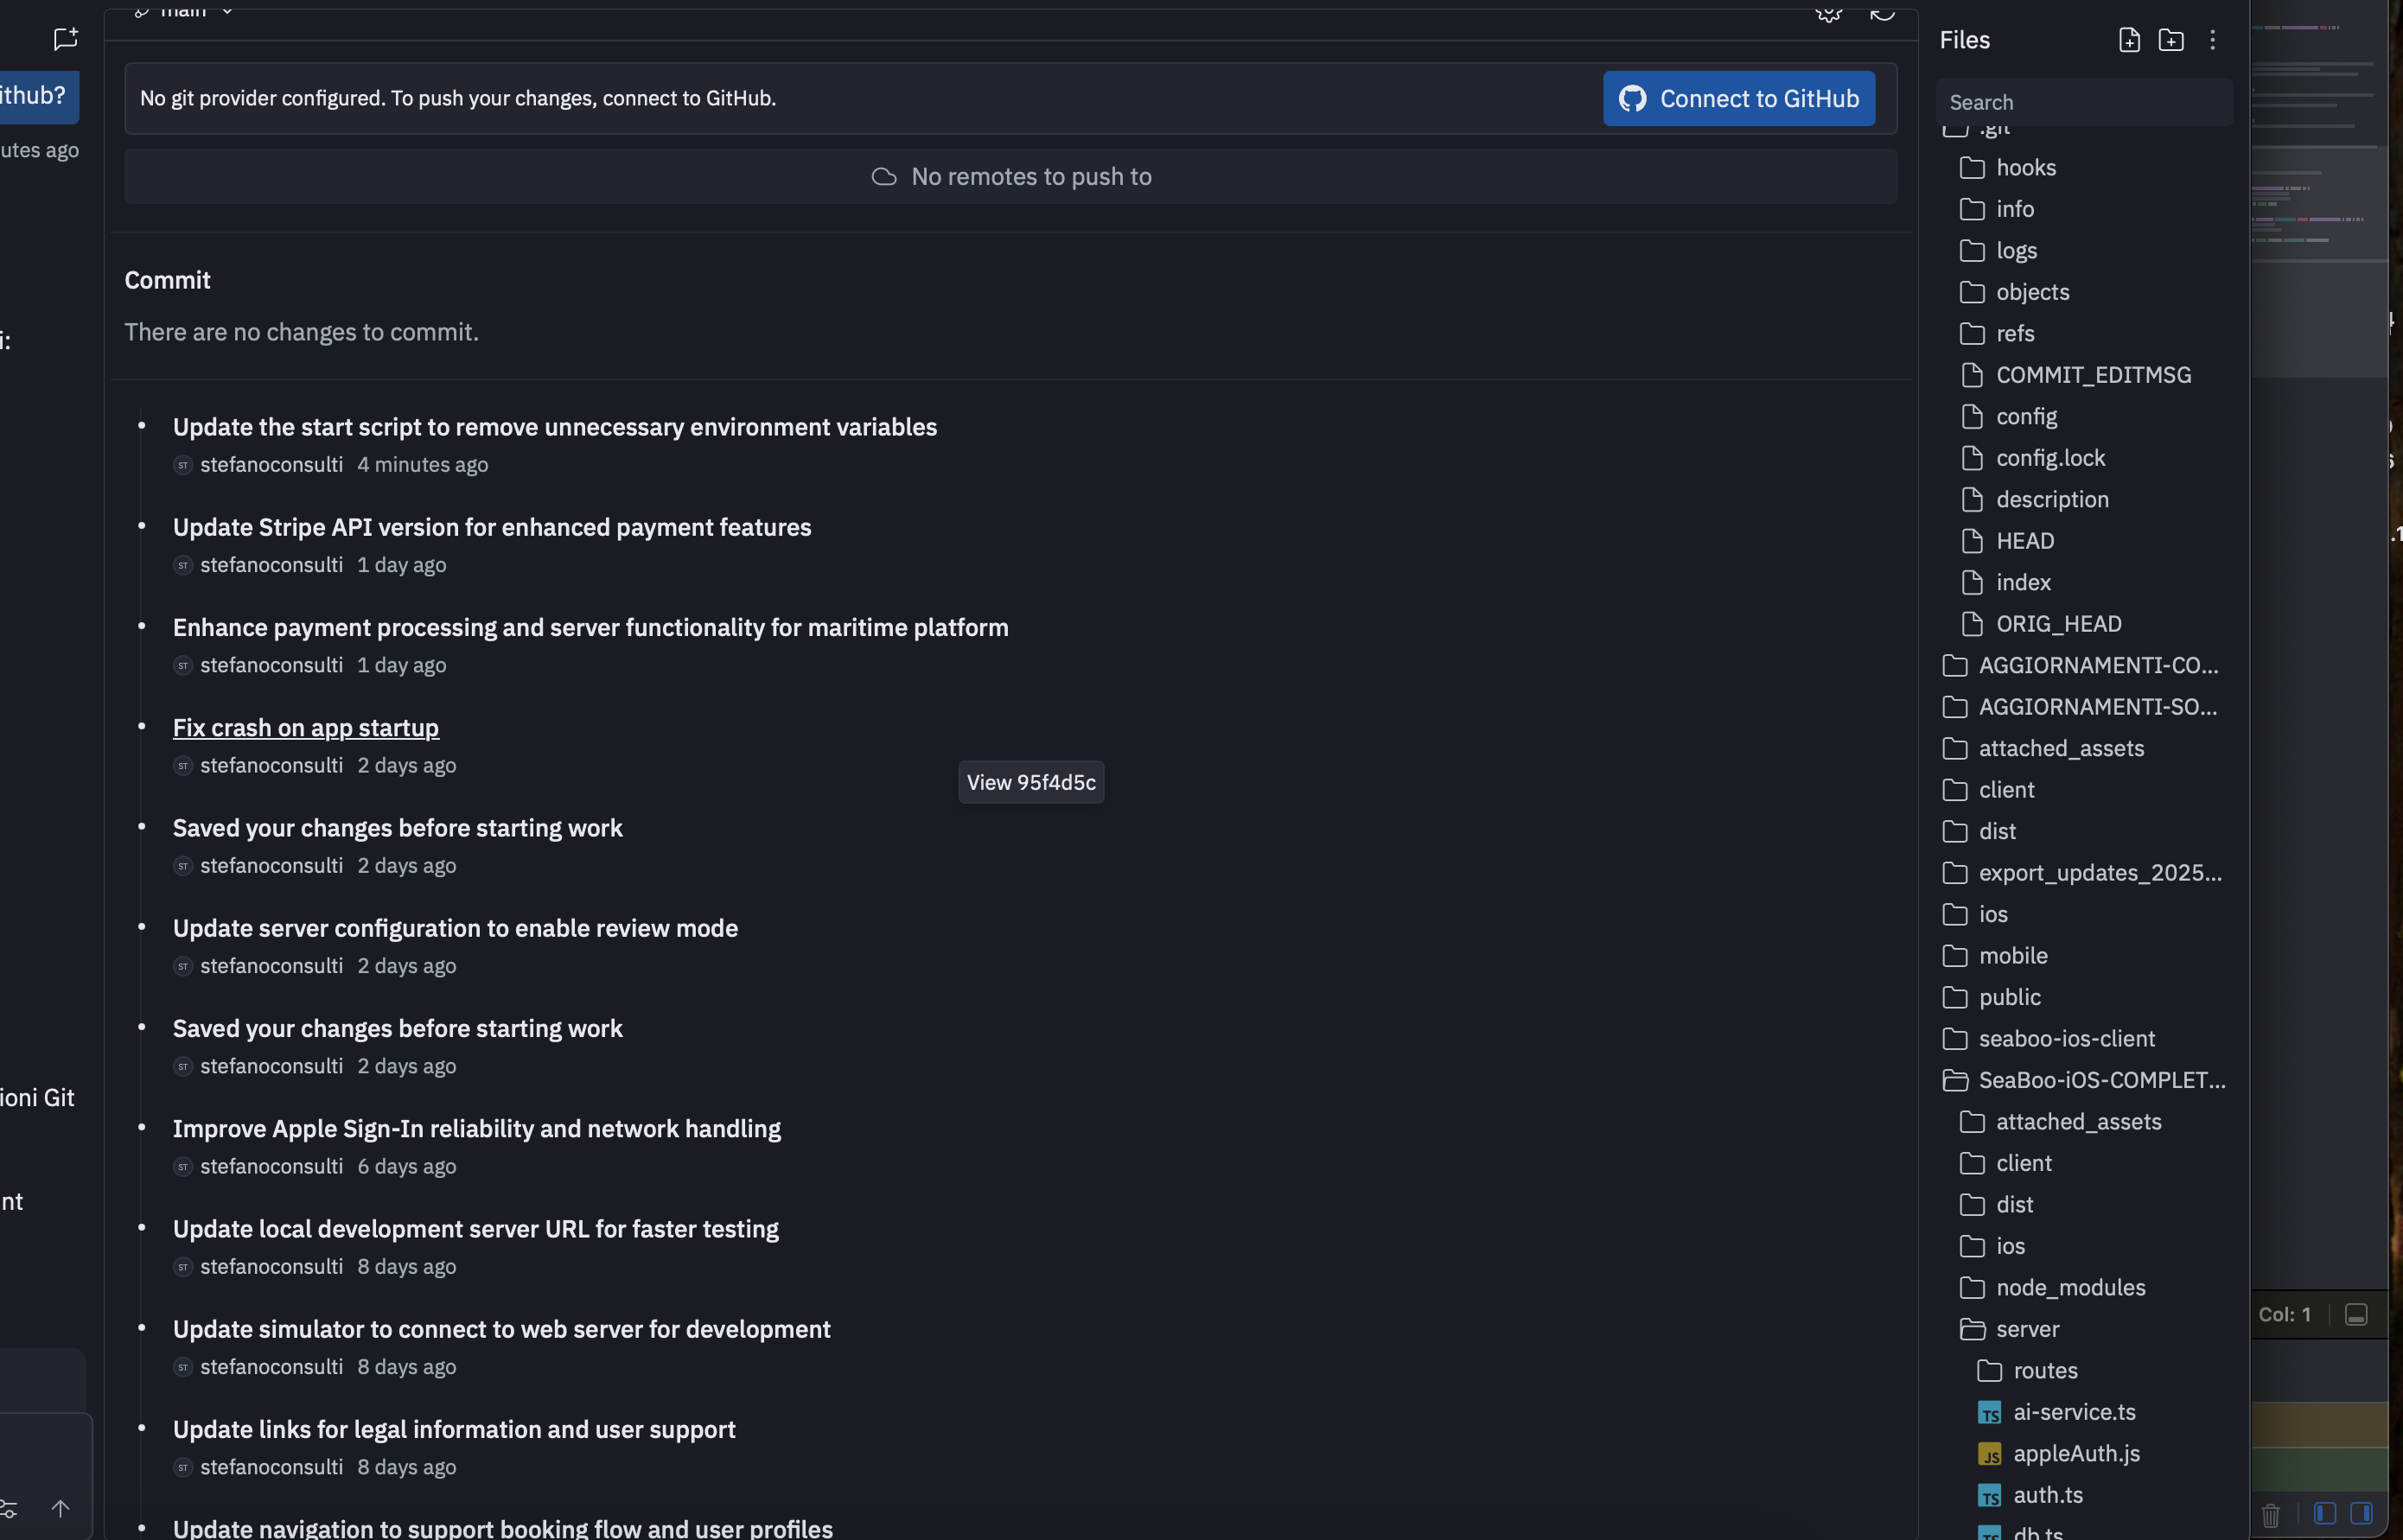 main
ithub?
utes ago
i:
ioni Git
nt
No git provider configured. To push your changes, connect to GitHub.
Connect to GitHub
No remotes to push to
Commit
There are no changes to commit.
Update the start script to remove unnecessary environment variables
ST stefanoconsulti 4 minutes ago
Update Stripe API version for enhanced payment features
ST stefanoconsulti 1 day ago
Enhance payment processing and server functionality for maritime platform
ST stefanoconsulti 1 day ago
Fix crash on app startup
ST stefanoconsulti 2 days ago
View 95f4d5c
Saved your changes before starting work
ST stefanoconsulti 2 days ago
Update server configuration to enable review mode
ST stefanoconsulti 2 days ago
Saved your changes before starting work
ST stefanoconsulti 2 days ago
Improve Apple Sign-In reliability and network handling
ST stefanoconsulti 6 days ago
Update local development server URL for faster testing
ST stefanoconsulti 8 days ago
Update simulator to connect to web server for development
ST stefanoconsulti 8 days ago
Update links for legal information and user support
ST stefanoconsulti 8 days ago
Update navigation to support booking flow and user profiles
Files
Search
.git
hooks
info
logs
objects
refs
COMMIT_EDITMSG
config
config.lock
description
HEAD
index
ORIG_HEAD
AGGIORNAMENTI-CO...
AGGIORNAMENTI-SO...
attached_assets
client
dist
export_updates_2025...
ios
mobile
public
seaboo-ios-client
SeaBoo-iOS-COMPLET...
attached_assets
client
dist
ios
node_modules
server
routes
TS ai-service.ts
JS appleAuth.js
TS auth.ts
TS db.ts
Col: 1